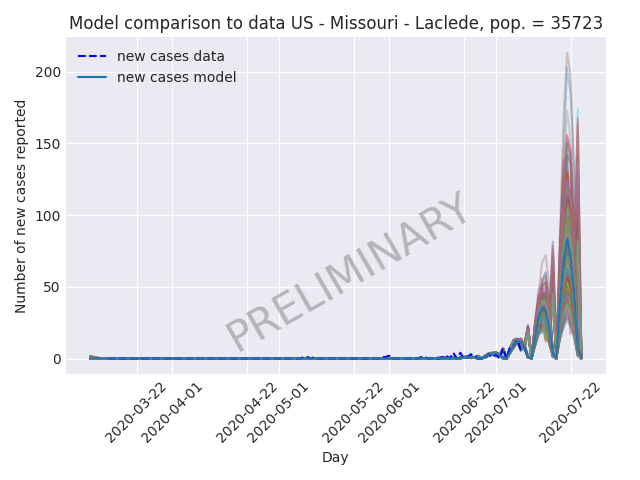 Model comparison to data US - Missouri - Laclede, pop. = 35723
new cases data
new cases model
Number of new cases reported
200
150
100
50
0
PRELIMINARY
2020-03-22
2020-04-01
2020-04-22
2020-05-01
2020-05-22
2020-06-01
2020-06-22
2020-07-01
2020-07-22
Day